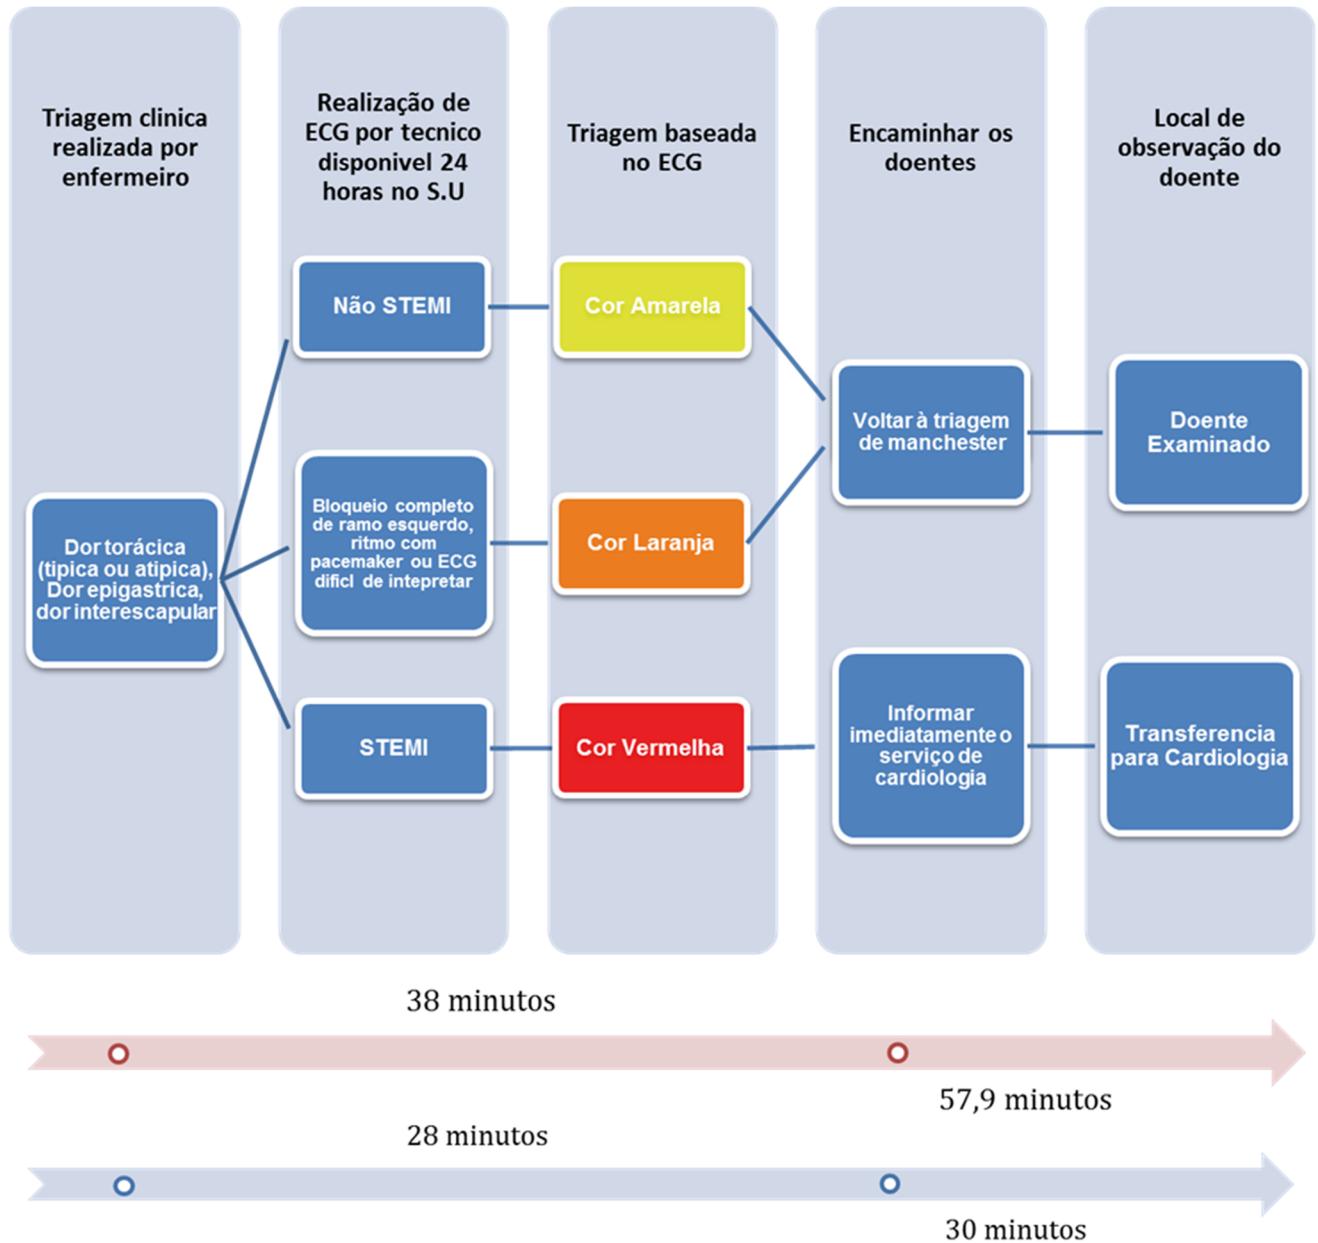 Triagem clinica
realizada por
enfermeiro
Realização de
ECG por tecnico
disponivel 24
horas no S.U
Triagem baseada
no ECG
Encaminhar os
doentes
Local de
observação do
doente
Não STEMI
Cor Amarela
Voltar à triagem
de manchester
Doente
Examinado
Bloqueio completo
de ramo esquerdo,
ritmo com
pacemaker ou ECG
dificl de intepretar
Cor Laranja
Dor torácica
(tipica ou atipica),
Dor epigastrica,
dor interescapular
STEMI
Cor Vermelha
Informar
imediatamente o
serviço de
cardiologia
Transferencia
para Cardiologia
38 minutos
57,9 minutos
28 minutos
30 minutos